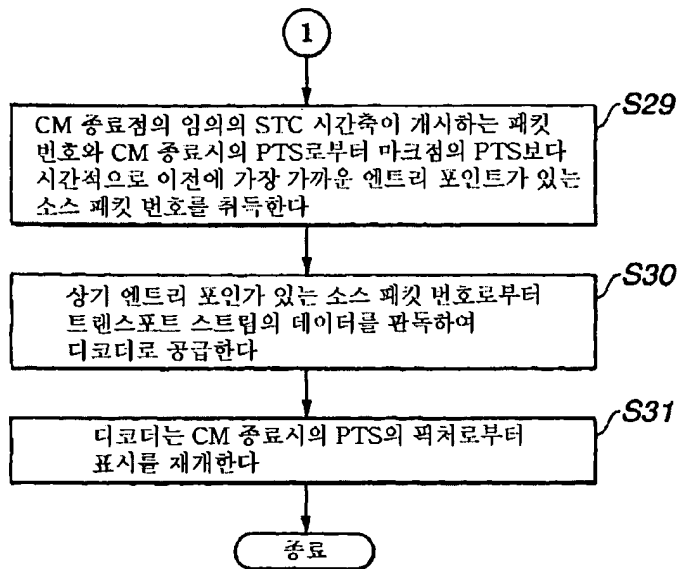 1
S29
CM 종료점의 임의의 STC 시간축이 개시하는 패킷
번호와 CM 종료시의 PTS로부터 마크점의 PTS보다
시간적으로 이전에 가장 가까운 엔트리 포인트가 있는
소스 패킷 번호를 취득한다
S30
상기 엔트리 포인가 있는 소스 패킷 번호로부터
트랜스포트 스트림의 데이터를 판독하여
디코더로 공급한다
S31
디코더는 CM 종료시의 PTS의 픽처로부터
표시를 재개한다
종료